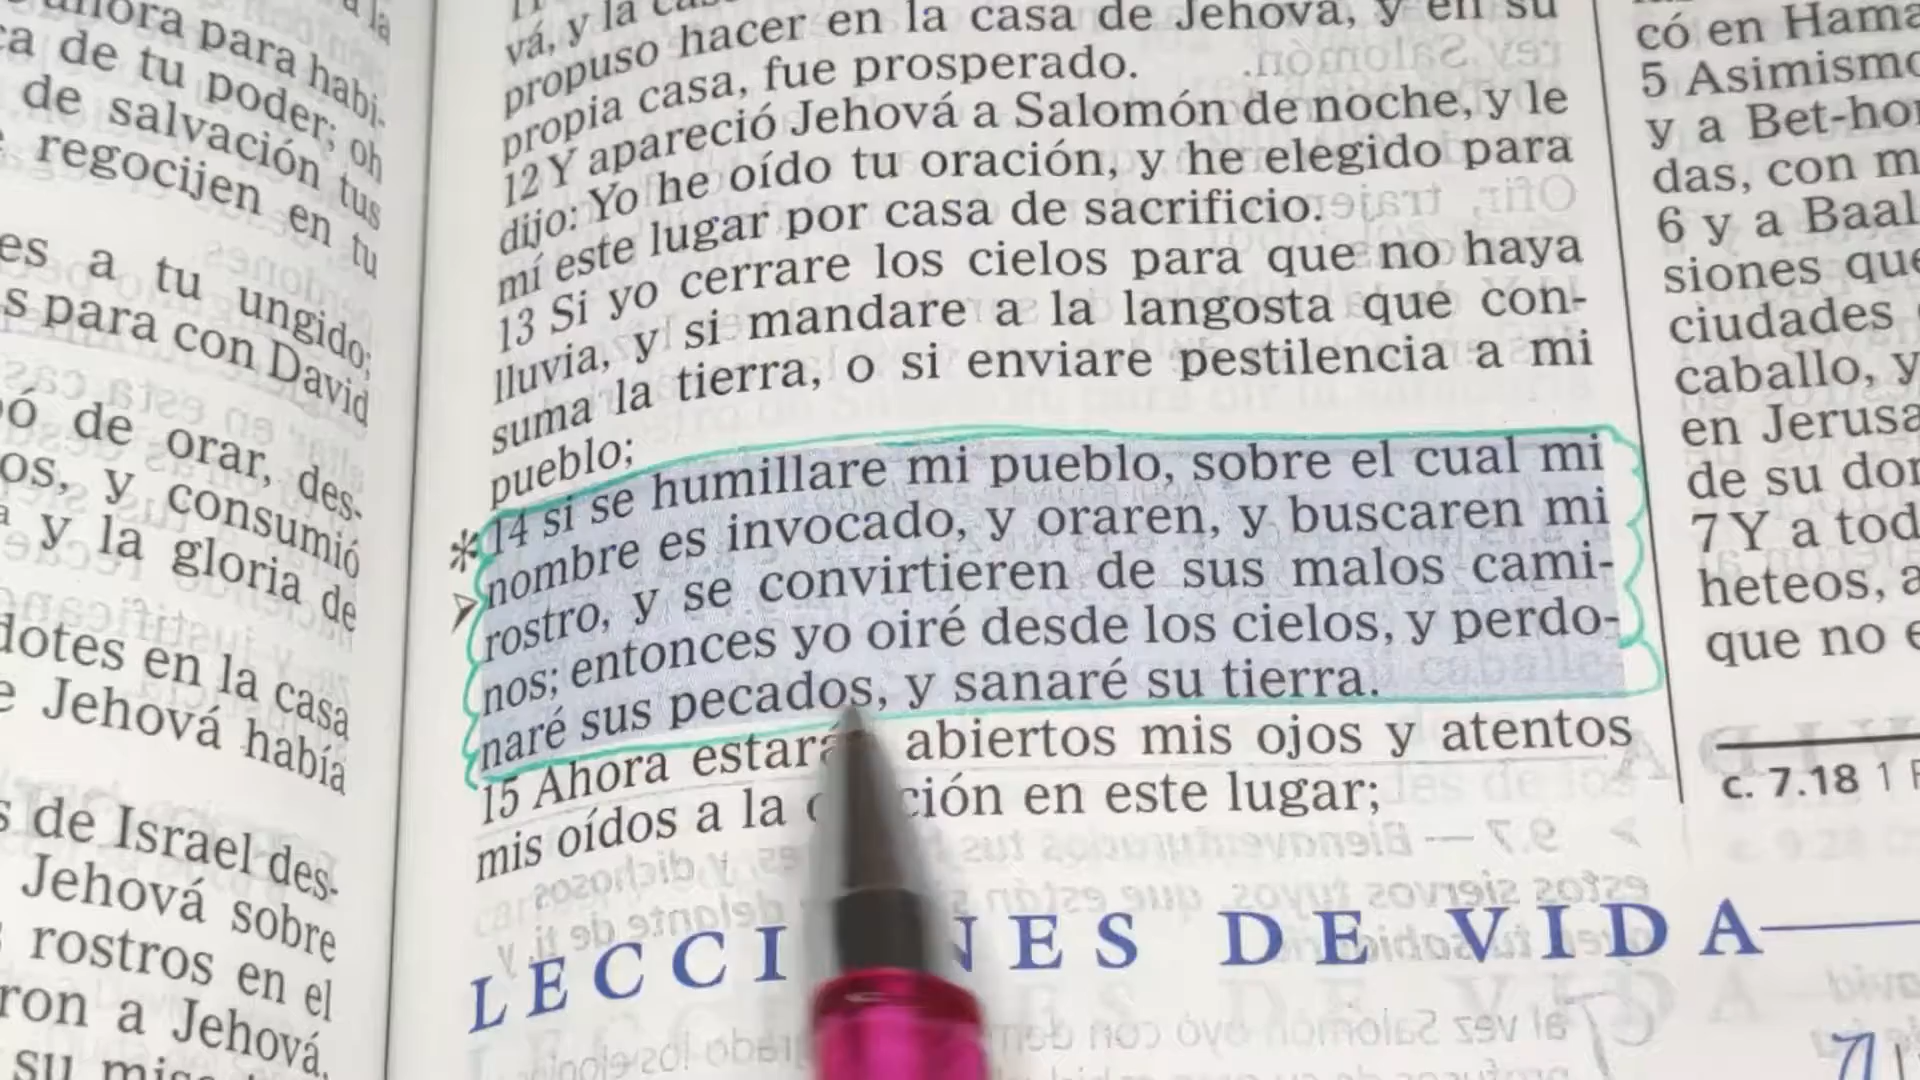 ahora para habi-
ca de tu poder; oh
de salvación tus
regocijen en tu
es a tu ungido;
s para con David
ó de orar, des-
os, y consumió
a y la gloria de
dotes en la casa
e Jehová había
s de Israel des-
Jehová sobre
rostros en el
ron a Jehová,
su
vá, y la
propuso hacer en la casa de Jehová, y en su
propia casa, fue prosperado.
12 Y apareció Jehová a Salomón de noche, y le
dijo: Yo he oído tu oración, y he elegido para
mí este lugar por casa de sacrificio.
13 Si yo cerrare los cielos para que no haya
lluvia, y si mandare a la langosta que con-
suma la tierra, o si enviare pestilencia a mi
pueblo;
*14 si se humillare mi pueblo, sobre el cual mi
nombre es invocado, y oraren, y buscaren mi
rostro, y se convirtieren de sus malos cami-
nos; entonces yo oiré desde los cielos, y perdo-
naré sus pecados, y sanaré su tierra.
15 Ahora estará abiertos mis ojos y atentos
mis oídos a la ción en este lugar;
LECCI NES DE VIDA
có en Hama
5 Asimismo
y a Bet-hor
das, con m
6 y a Baal
siones que
ciudades
caballo, y
en Jerusa
de su dor
7 Y a tod
heteos, a
que no e
c. 7.18 1